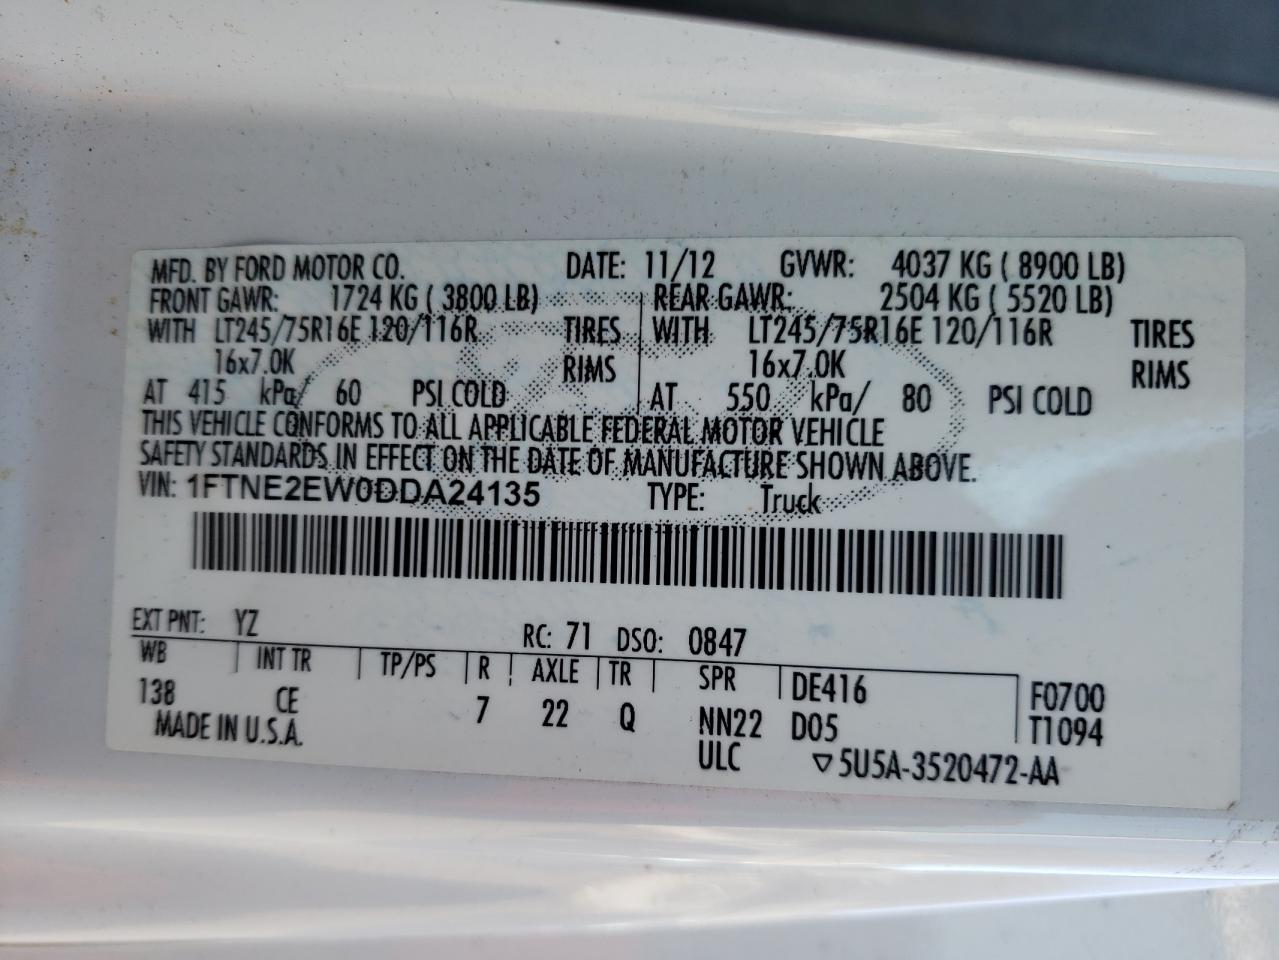 MFD. BY FORD MOTOR CO. DATE: 11/12 GVWR: 4037 KG ( 8900 LB)
FRONT GAWR: 1724 KG ( 3800 LB) REAR GAWR: 2504 KG ( 5520 LB)
WITH LT245/75R16E 120/116R TIRES WITH LT245/75R16E 120/116R TIRES
16x7.0K RIMS 16x7.0K RIMS
AT 415 kPa/ 60 PSI COLD AT 550 kPa/ 80 PSI COLD
THIS VEHICLE CONFORMS TO ALL APPLICABLE FEDERAL MOTOR VEHICLE
SAFETY STANDARDS IN EFFECT ON THE DATE OF MANUFACTURE SHOWN ABOVE.
VIN: 1FTNE2EW0DDA24135 TYPE: Truck
EXT PNT: YZ RC: 71 DSO: 0847
WB INT TR TP/PS R AXLE TR SPR DE416 F0700
138 CE 7 22 Q NN22 D05 T1094
MADE IN U.S.A. ULC ▽5U5A-3520472-AA